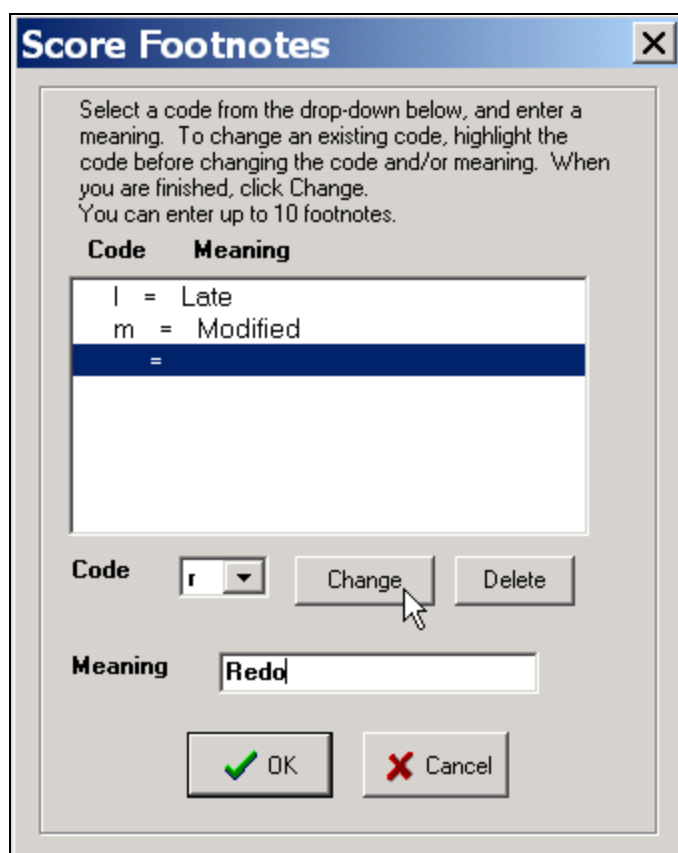 Score Footnotes
Select a code from the drop-down below, and enter a
meaning. To change an existing code, highlight the
code before changing the code and/or meaning. When
you are finished, click Change.
You can enter up to 10 footnotes.
Code Meaning
l = Late
m = Modified
=
Code r Change Delete
Meaning Redo
OK Cancel